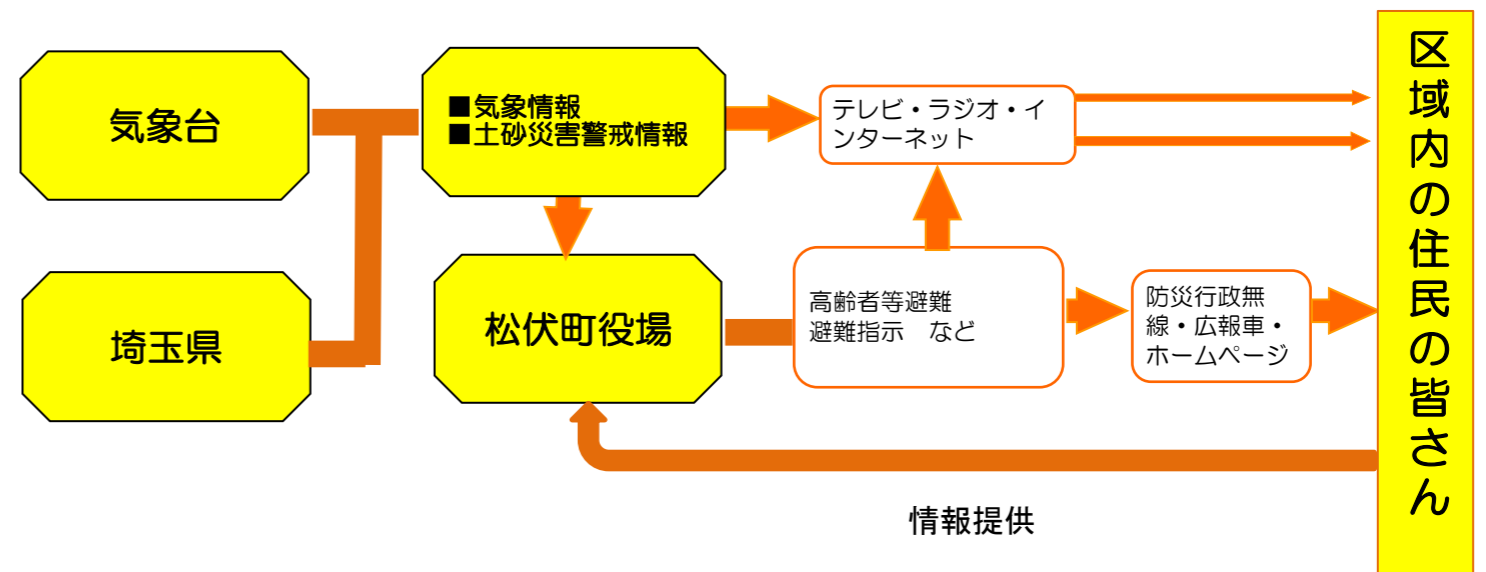 気象台
■気象情報
■土砂災害警戒情報
テレビ・ラジオ・イ
ンターネット
区域内の住民の皆さん
埼玉県
松伏町役場
高齢者等避難
避難指示　など
防災行政無
線・広報車・
ホームページ
情報提供